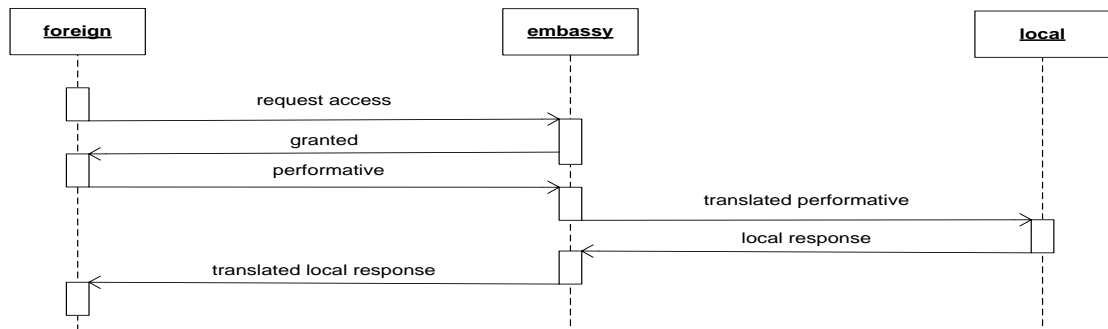 foreign
embassy
local
request access
granted
performative
translated performative
local response
translated local response